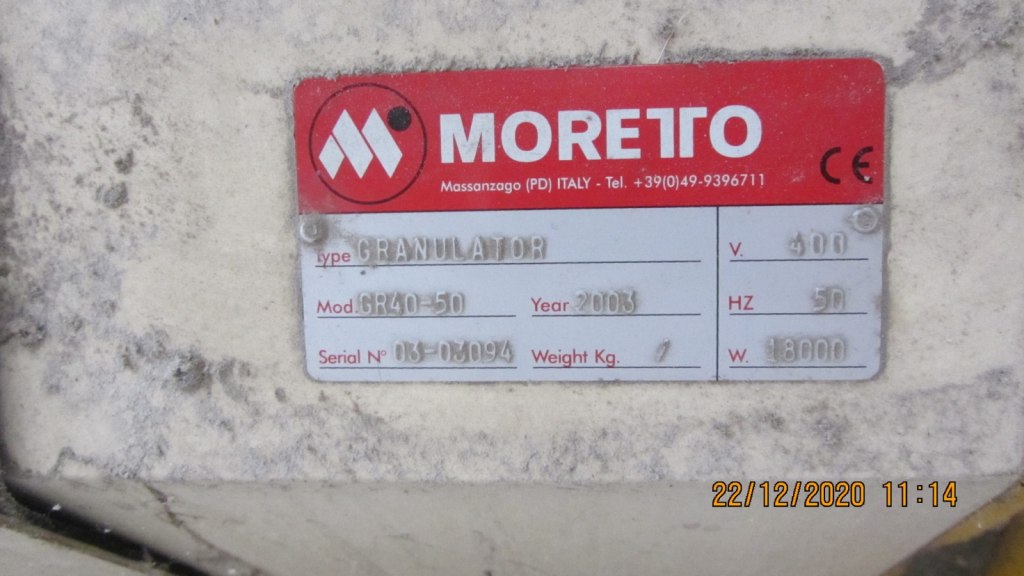 MORETTO
Massanzago (PD) ITALY - Tel. +39(0)49-9396711
CE
Type GRANULATOR
V. 400
Mod. GR40-50 Year 2003
HZ 50
Serial N° 03-03094 Weight Kg. /
W. 18000
22/12/2020 11:14